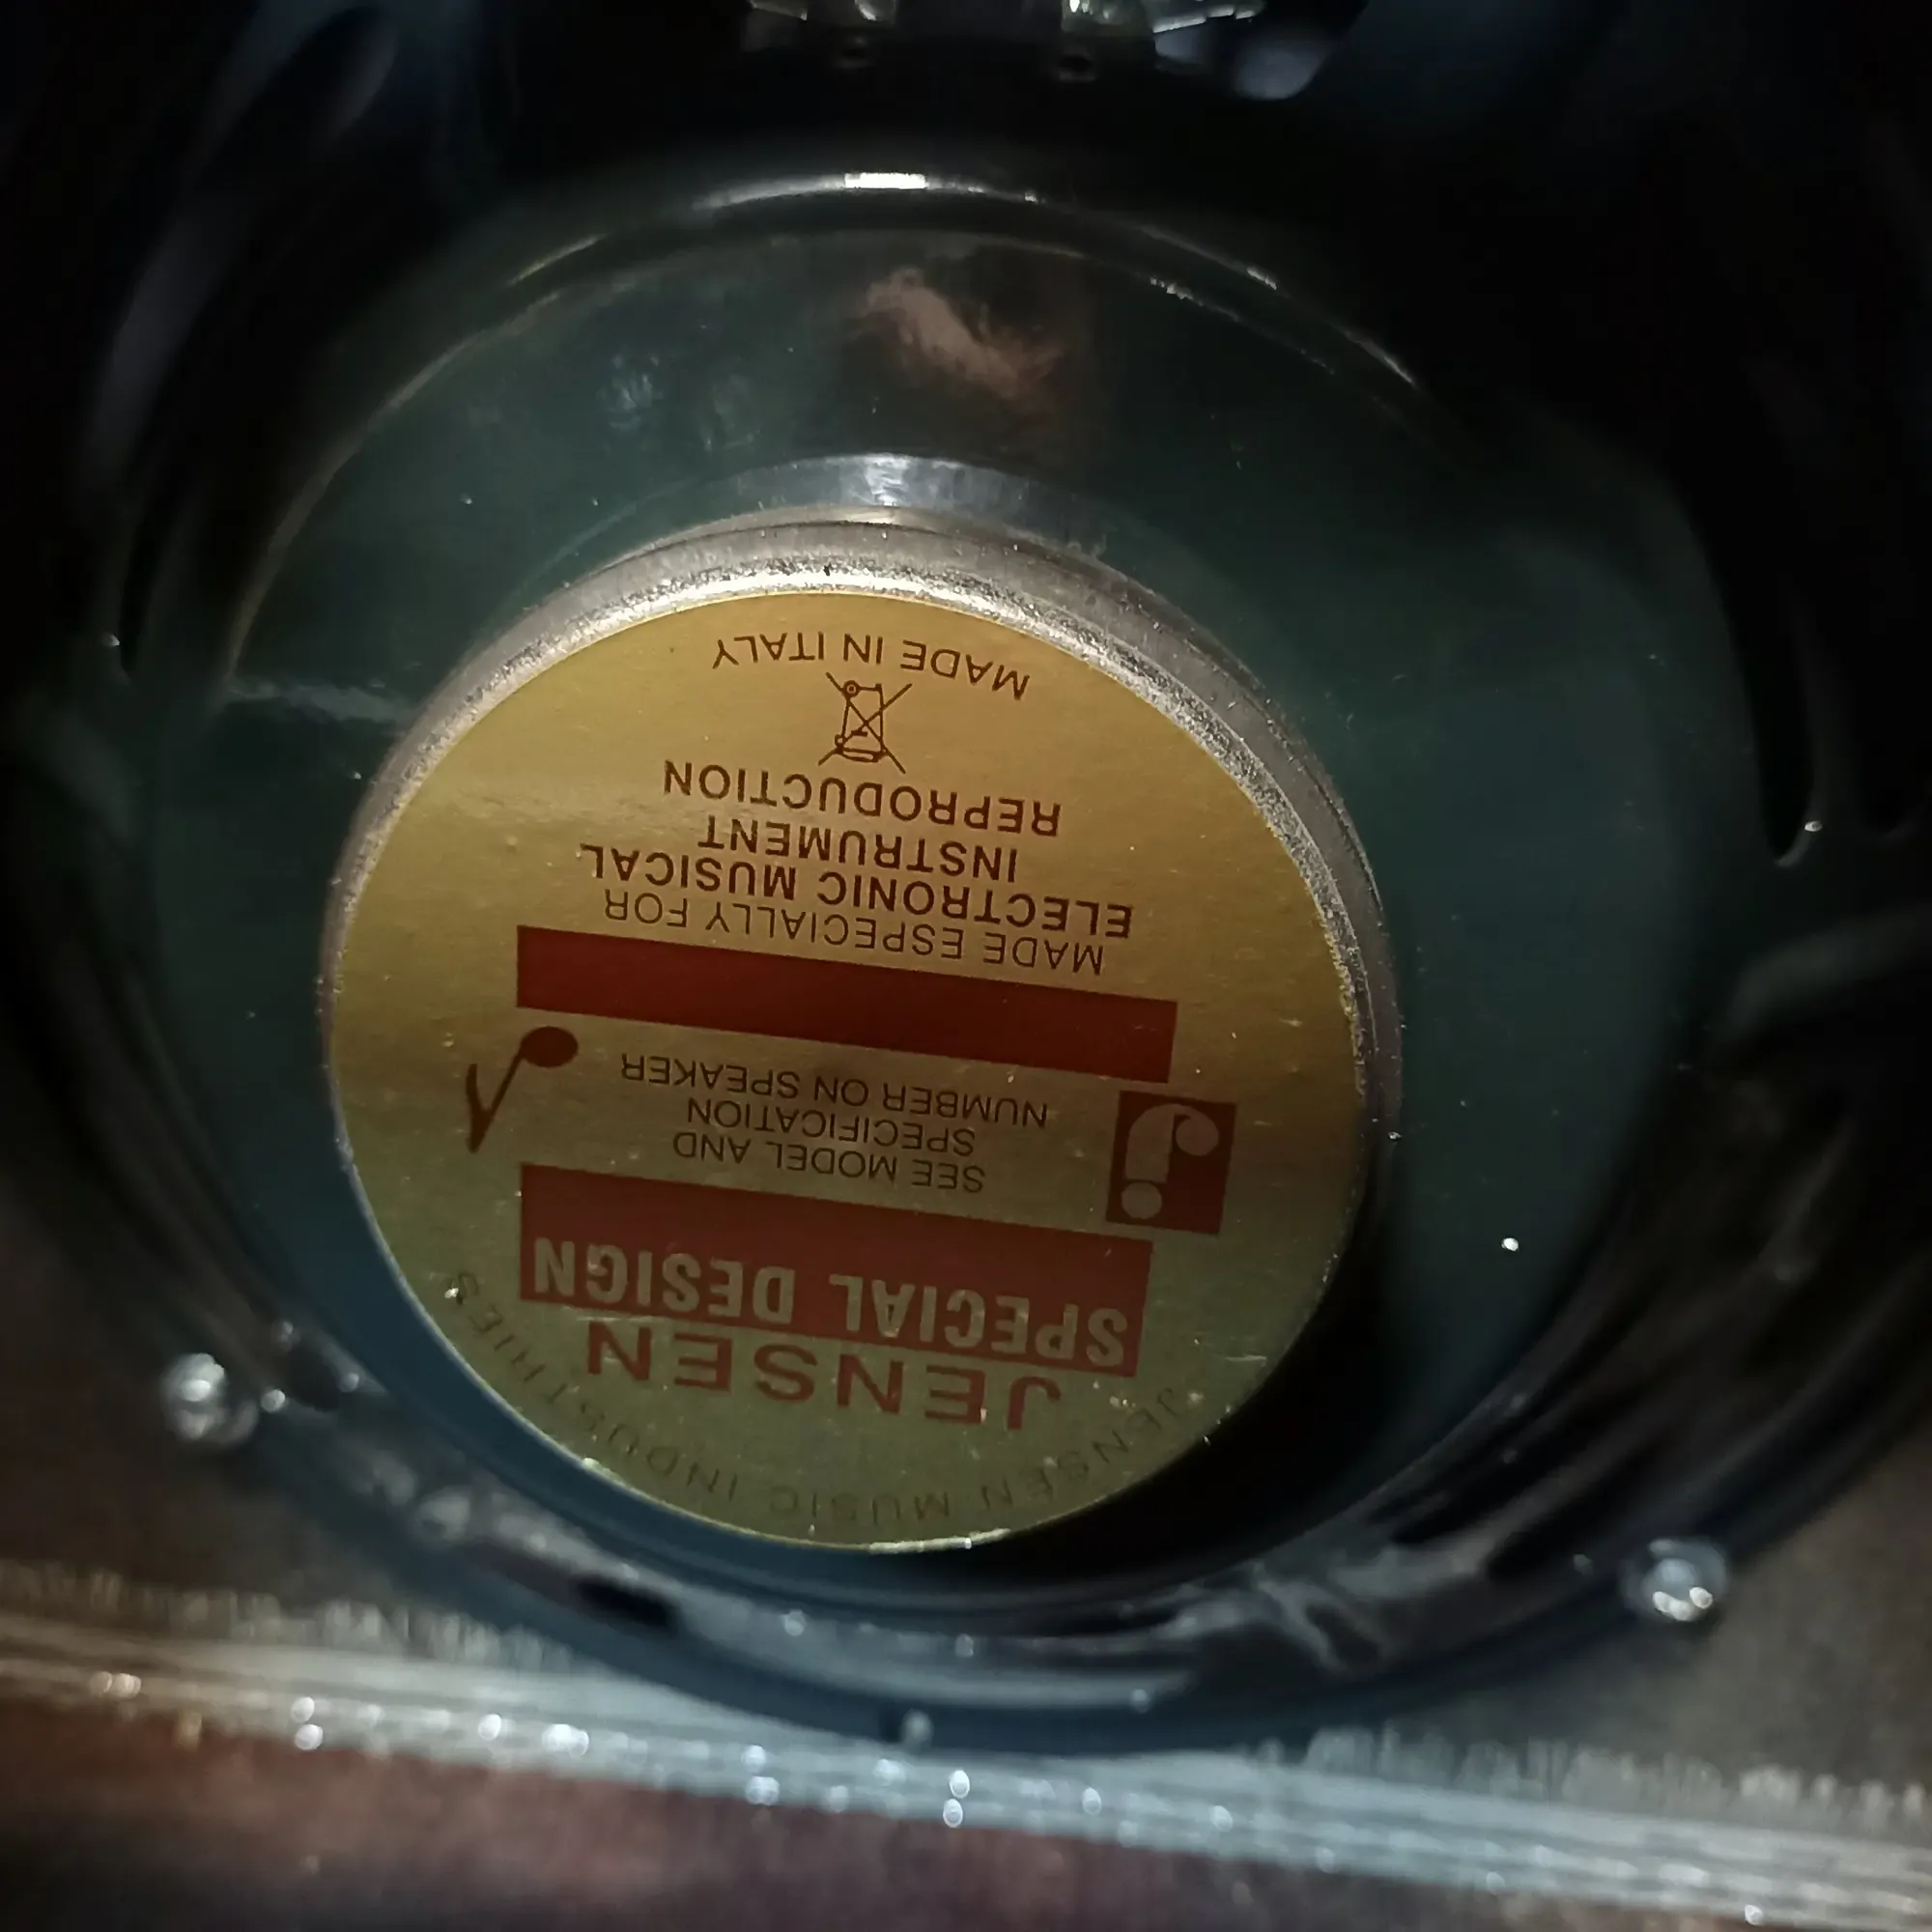 JENSEN MUSIC INDUSTRIES
JENSEN
SPECIAL DESIGN
SEE MODEL AND
SPECIFICATION
NUMBER ON SPEAKER
MADE ESPECIALLY FOR
ELECTRONIC MUSICAL
INSTRUMENT
REPRODUCTION
MADE IN ITALY